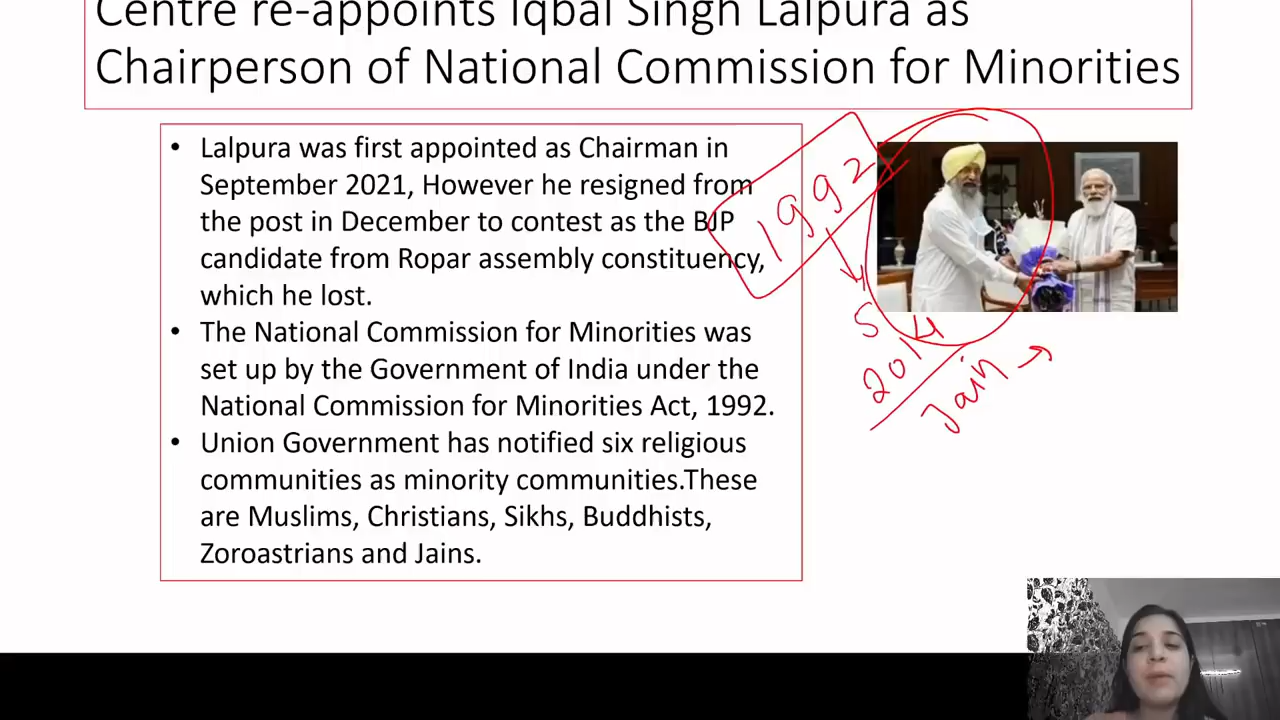 Centre re-appoints Iqbal Singh Lalpura as
Chairperson of National Commission for Minorities
• Lalpura was first appointed as Chairman in
September 2021, However he resigned from
the post in December to contest as the BJP
candidate from Ropar assembly constituency,
which he lost.
• The National Commission for Minorities was
set up by the Government of India under the
National Commission for Minorities Act, 1992.
• Union Government has notified six religious
communities as minority communities.These
are Muslims, Christians, Sikhs, Buddhists,
Zoroastrians and Jains.
1992
5
2014
Jain →